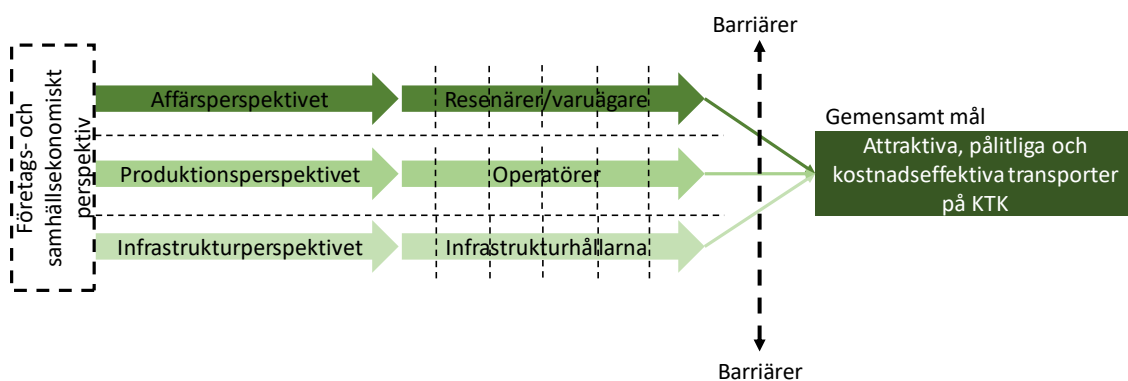 Barriärer
Företags- och
samhällsekonomiskt
perspektiv
Affärsperspektivet
Resenärer/varuägare
Produktionsperspektivet
Operatörer
Infrastrukturperspektivet
Infrastrukturhållarna
Gemensamt mål
Attraktiva, pålitliga och
kostnadseffektiva transporter
på KTK
Barriärer